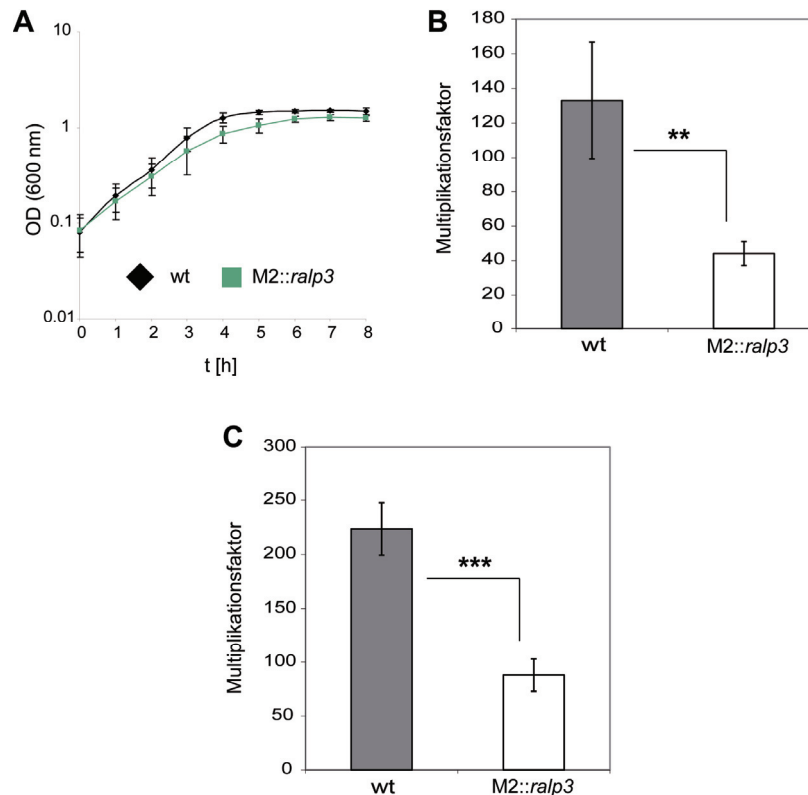 A
10
1
0.1
0.01
OD (600 nm)
0 1 2 3 4 5 6 7 8
t [h]
wt
M2::ralp3
B
180
160
140
120
100
80
60
40
20
0
Multiplikationsfaktor
**
wt
M2::ralp3
C
300
250
200
150
100
50
0
Multiplikationsfaktor
***
wt
M2::ralp3